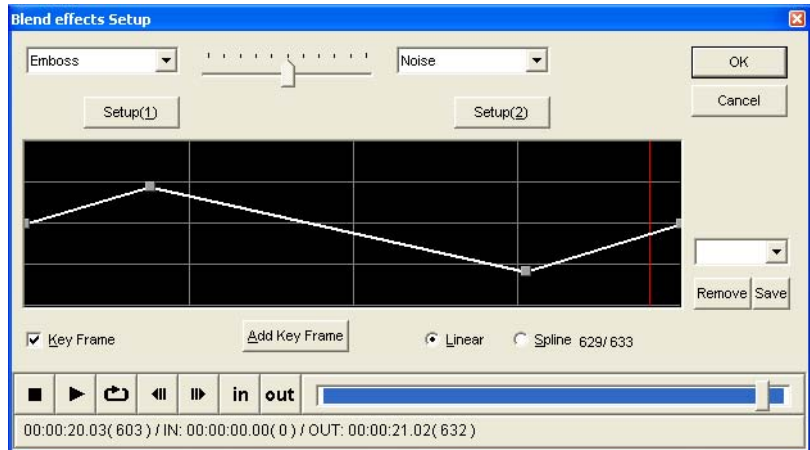 Blend effects Setup
Emboss
Noise
OK
Setup(1)
Setup(2)
Cancel
Remove
Save
Key Frame
Add Key Frame
Linear
Spline
629/633
in
out
00:00:20.03( 603 ) / IN: 00:00:00.00( 0 ) / OUT: 00:00:21.02( 632 )